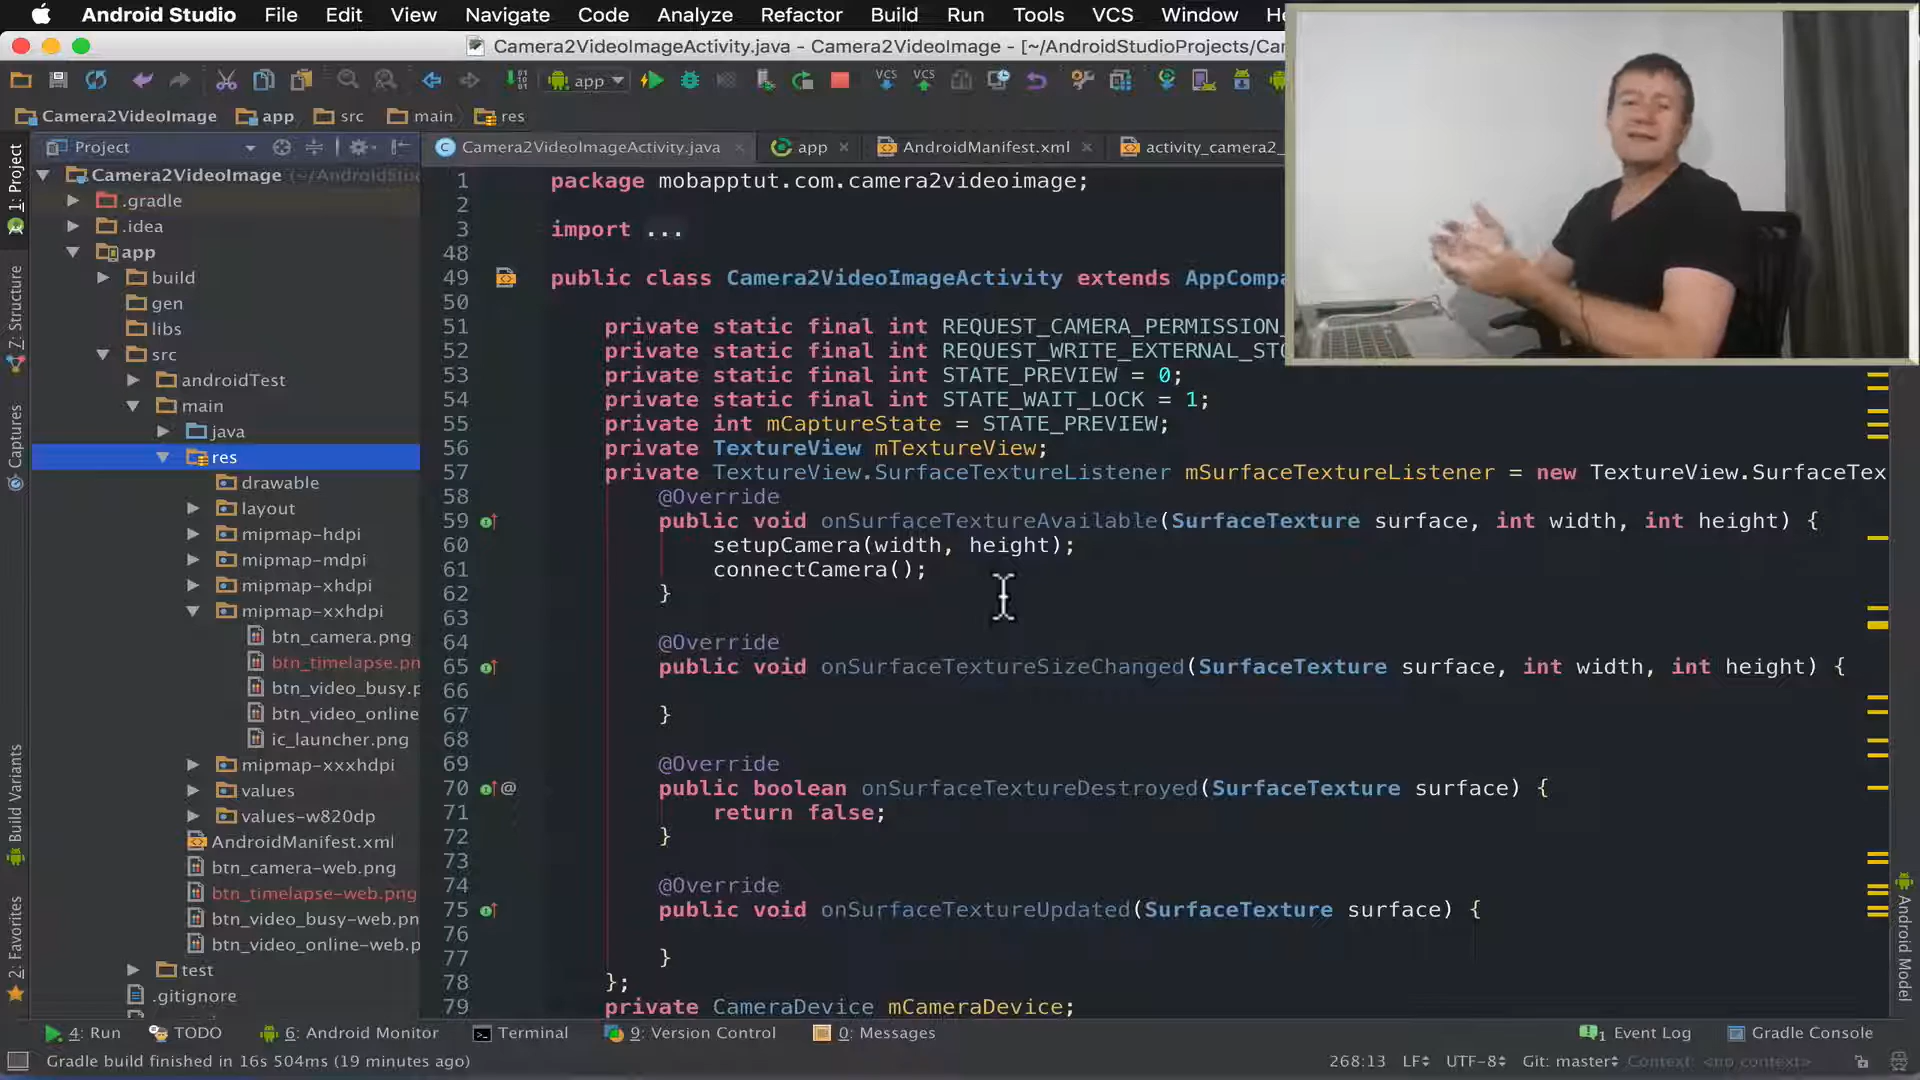 Android Studio File Edit View Navigate Code Analyze Refactor Build Run Tools VCS Window He
Camera2VideoImageActivity.java - Camera2VideoImage - [~/AndroidStudioProjects/Cam
app VCS VCS
Camera2VideoImage app src main res
Project
Camera2VideoImageActivity.java
app
AndroidManifest.xml
activity_camera2_
1: Project
7: Structure
Captures
Build Variants
2: Favorites
Camera2VideoImage (~/AndroidStu
.gradle
.idea
app
build
gen
libs
src
androidTest
main
java
res
drawable
layout
mipmap-hdpi
mipmap-mdpi
mipmap-xhdpi
mipmap-xxhdpi
btn_camera.png
btn_timelapse.pn
btn_video_busy.p
btn_video_online
ic_launcher.png
mipmap-xxxhdpi
values
values-w820dp
AndroidManifest.xml
btn_camera-web.png
btn_timelapse-web.png
btn_video_busy-web.pn
btn_video_online-web.p
test
.gitignore
1 package mobapptut.com.camera2videoimage;
2
3 import ...
48
49 public class Camera2VideoImageActivity extends AppCompa
50
51 private static final int REQUEST_CAMERA_PERMISSION_
52 private static final int REQUEST_WRITE_EXTERNAL_STO
53 private static final int STATE_PREVIEW = 0;
54 private static final int STATE_WAIT_LOCK = 1;
55 private int mCaptureState = STATE_PREVIEW;
56 private TextureView mTextureView;
57 private TextureView.SurfaceTextureListener mSurfaceTextureListener = new TextureView.SurfaceTex
58 @Override
59 public void onSurfaceTextureAvailable(SurfaceTexture surface, int width, int height) {
60 setupCamera(width, height);
61 connectCamera();
62 }
63
64 @Override
65 public void onSurfaceTextureSizeChanged(SurfaceTexture surface, int width, int height) {
66
67 }
68
69 @Override
70 @ public boolean onSurfaceTextureDestroyed(SurfaceTexture surface) {
71 return false;
72 }
73
74 @Override
75 public void onSurfaceTextureUpdated(SurfaceTexture surface) {
76
77 }
78 };
79 private CameraDevice mCameraDevice;
Android Model
4: Run TODO 6: Android Monitor Terminal 9: Version Control 0: Messages 1 Event Log Gradle Console
Gradle build finished in 16s 504ms (19 minutes ago) 268:13 LF UTF-8 Git: master Context: <no context>